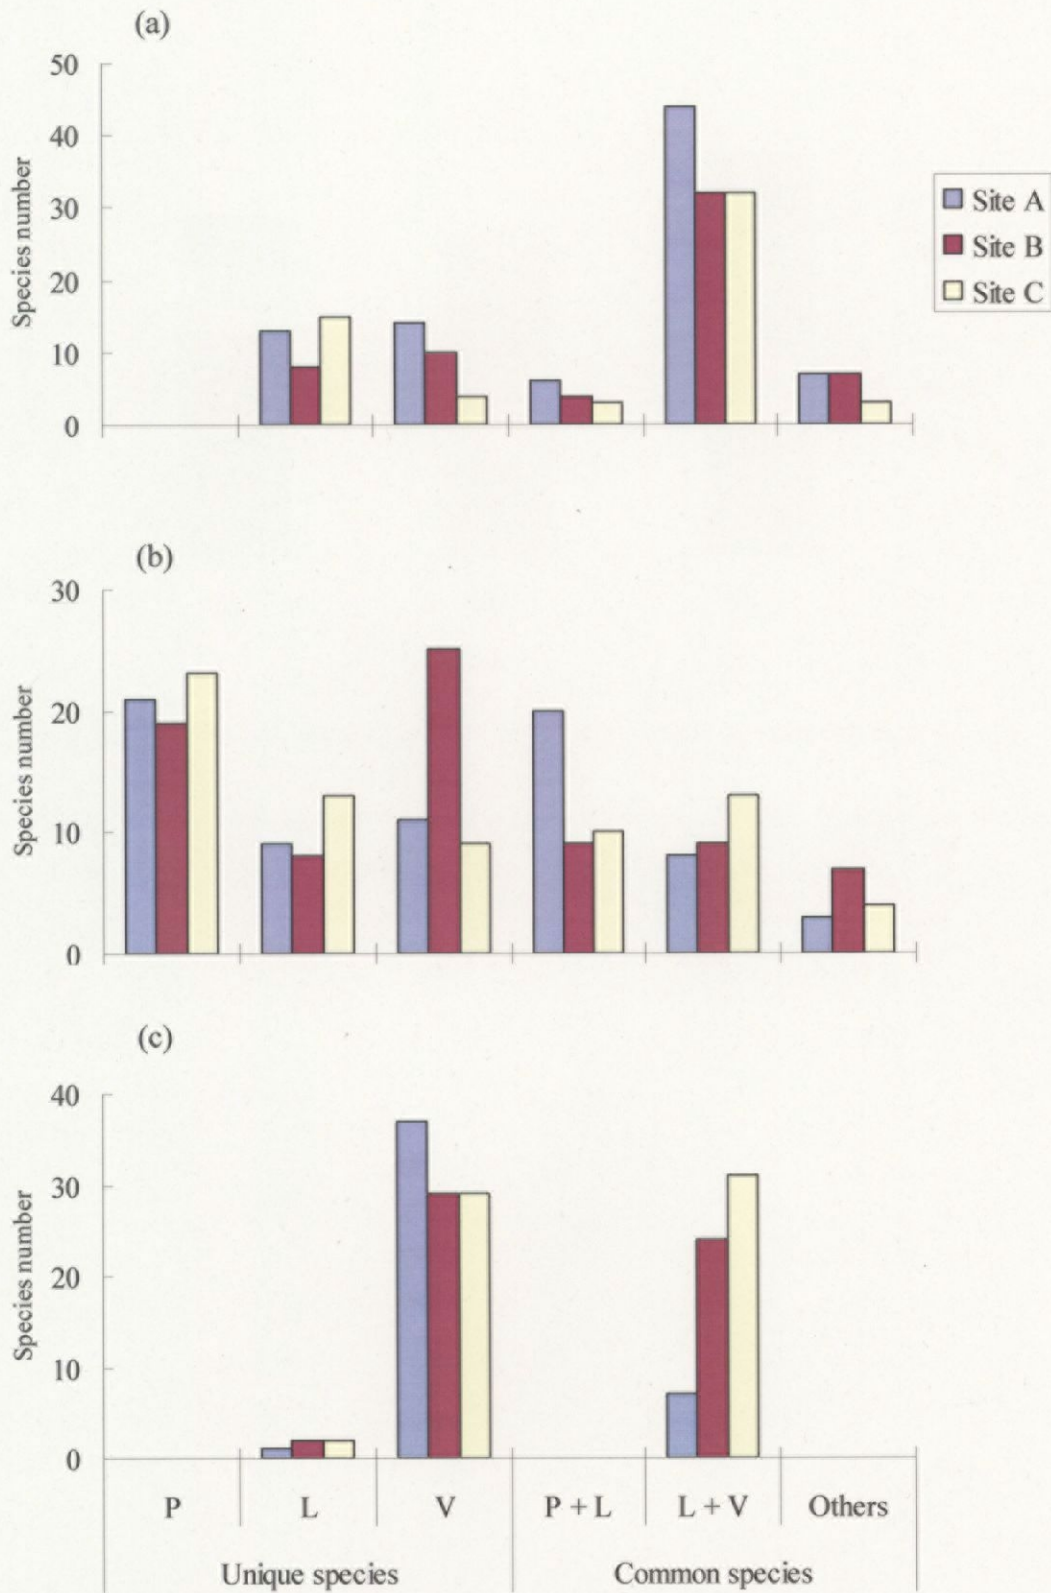 (a)
50
40
30
20
10
0
Species number
Site A
Site B
Site C
(b)
30
20
10
0
Species number
(c)
40
30
20
10
0
Species number
P L V P + L L + V Others
Unique species Common species